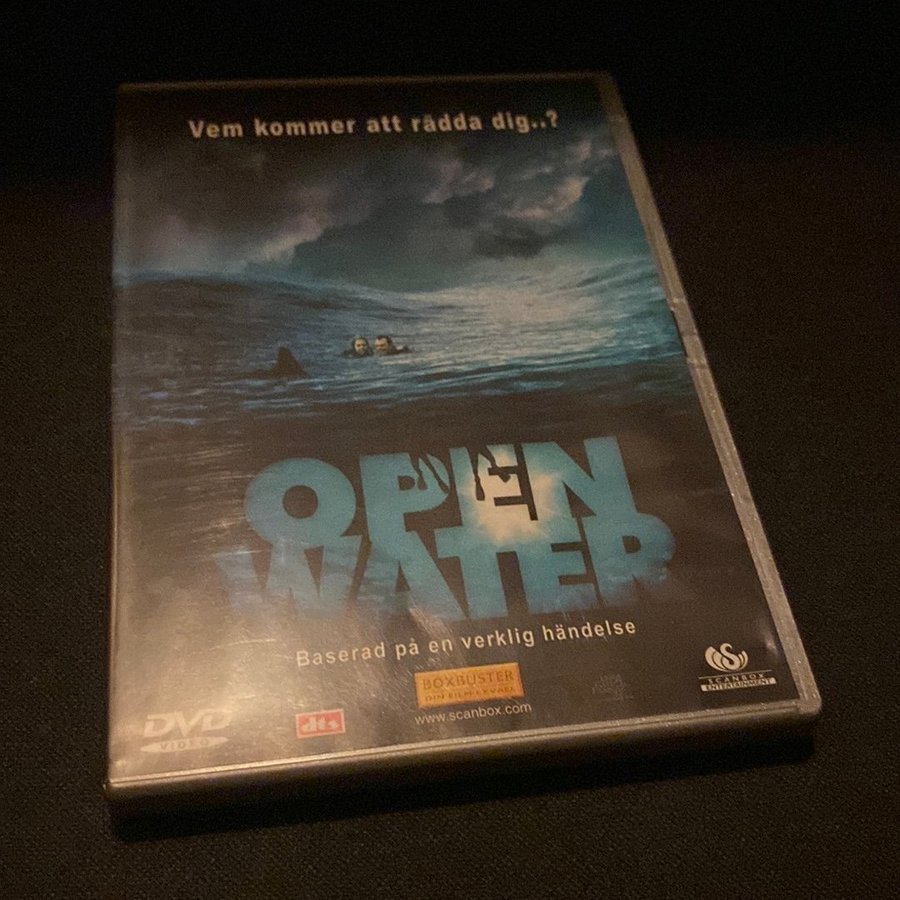 Vem kommer att rädda dig..?
OPEN
WATER
Baserad på en verklig händelse
BOXBUSTER
www.scanbox.com
DVD
VIDEO
dts
SCANBOX
ENTERTAINMENT